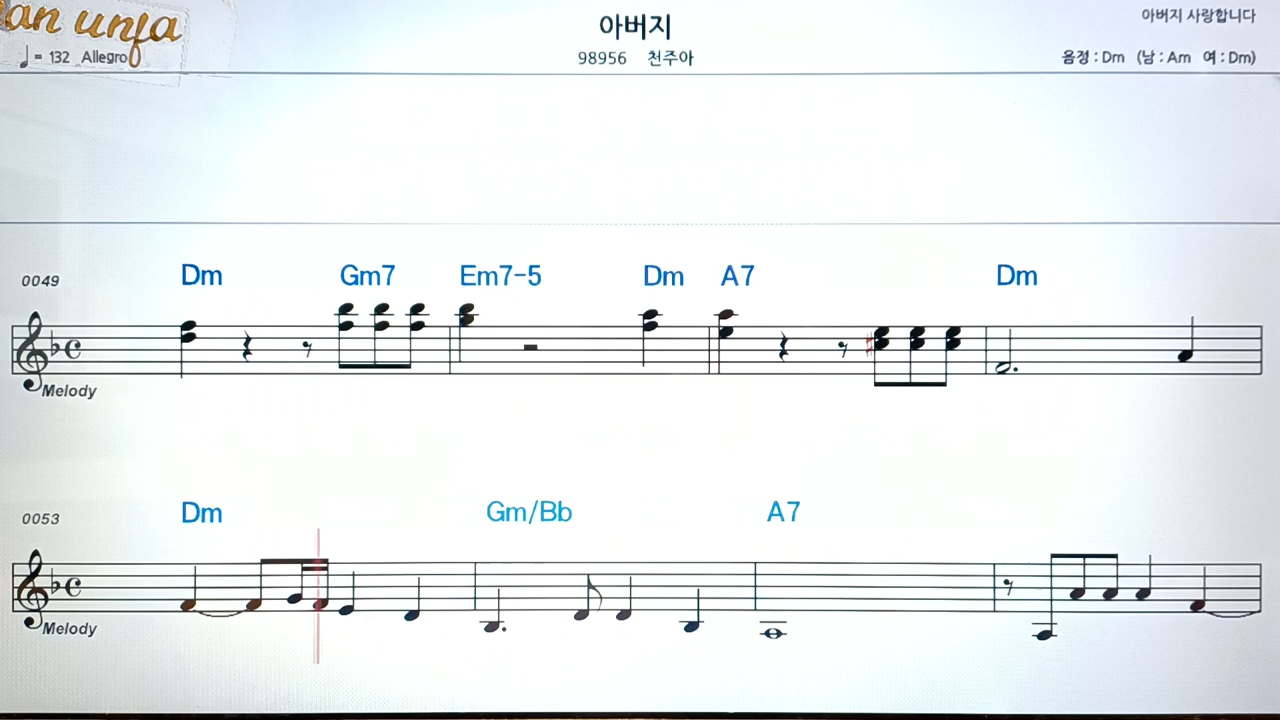 an unfa
아버지
아버지 사랑합니다
♩ = 132 Allegro
98956 천주아
음정 : Dm (남 : Am 여 : Dm)
0049 Dm Gm7 Em7-5 Dm A7 Dm
Melody
0053 Dm Gm/Bb A7
Melody